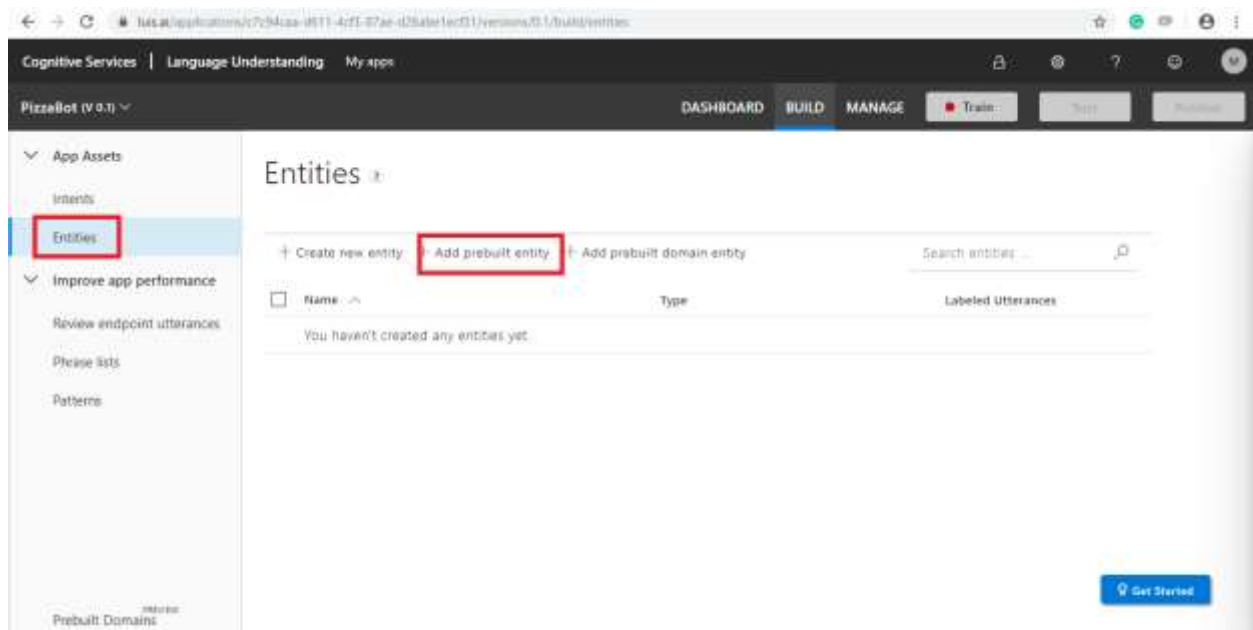 Cognitive Services | Language Understanding My apps
?
PizzaBot (V 0.1)
DASHBOARD BUILD MANAGE Train
App Assets
Intents
Entities
Improve app performance
Review endpoint utterances
Phrase lists
Patterns
Prebuilt Domains PREVIEW
Entities ?
+ Create new entity + Add prebuilt entity + Add prebuilt domain entity
Search entities ...
Name Type Labeled Utterances
You haven't created any entities yet
Get Started